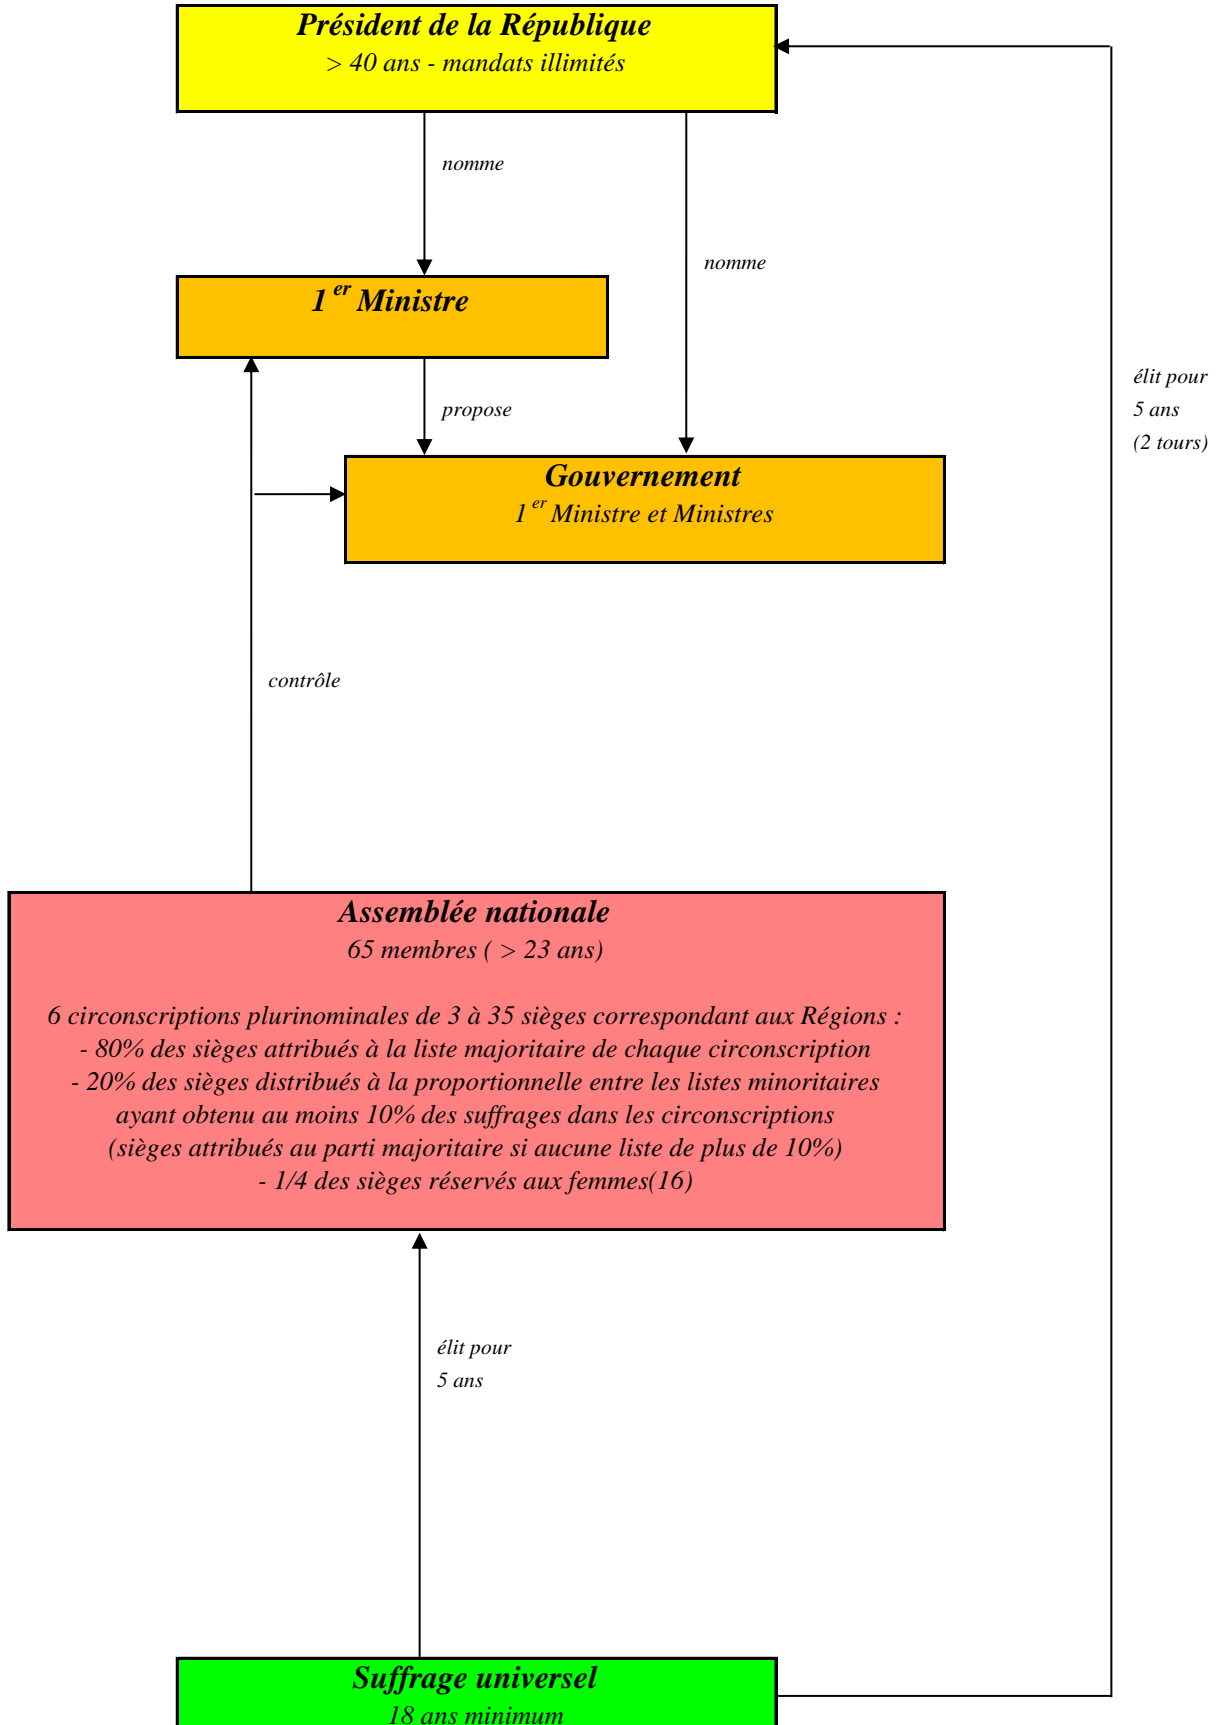 Président de la République
> 40 ans - mandats illimités
nomme
nomme
1er Ministre
élit pour
5 ans
(2 tours)
propose
Gouvernement
1er Ministre et Ministres
contrôle
Assemblée nationale
65 membres ( > 23 ans)
6 circonscriptions plurinominales de 3 à 35 sièges correspondant aux Régions :
- 80% des sièges attribués à la liste majoritaire de chaque circonscription
- 20% des sièges distribués à la proportionnelle entre les listes minoritaires
ayant obtenu au moins 10% des suffrages dans les circonscriptions
(sièges attribués au parti majoritaire si aucune liste de plus de 10%)
- 1/4 des sièges réservés aux femmes(16)
élit pour
5 ans
Suffrage universel
18 ans minimum